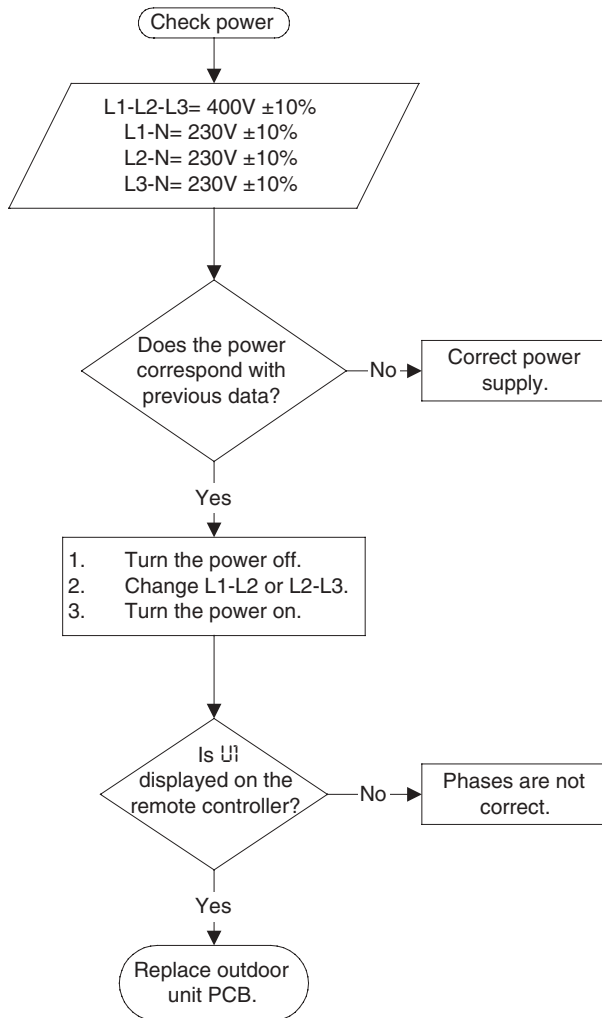 Check power
L1-L2-L3= 400V ±10%
L1-N= 230V ±10%
L2-N= 230V ±10%
L3-N= 230V ±10%
Does the power
correspond with
previous data?
No
Correct power
supply.
Yes
1. Turn the power off.
2. Change L1-L2 or L2-L3.
3. Turn the power on.
Is U1
displayed on the
remote controller?
No
Phases are not
correct.
Yes
Replace outdoor
unit PCB.